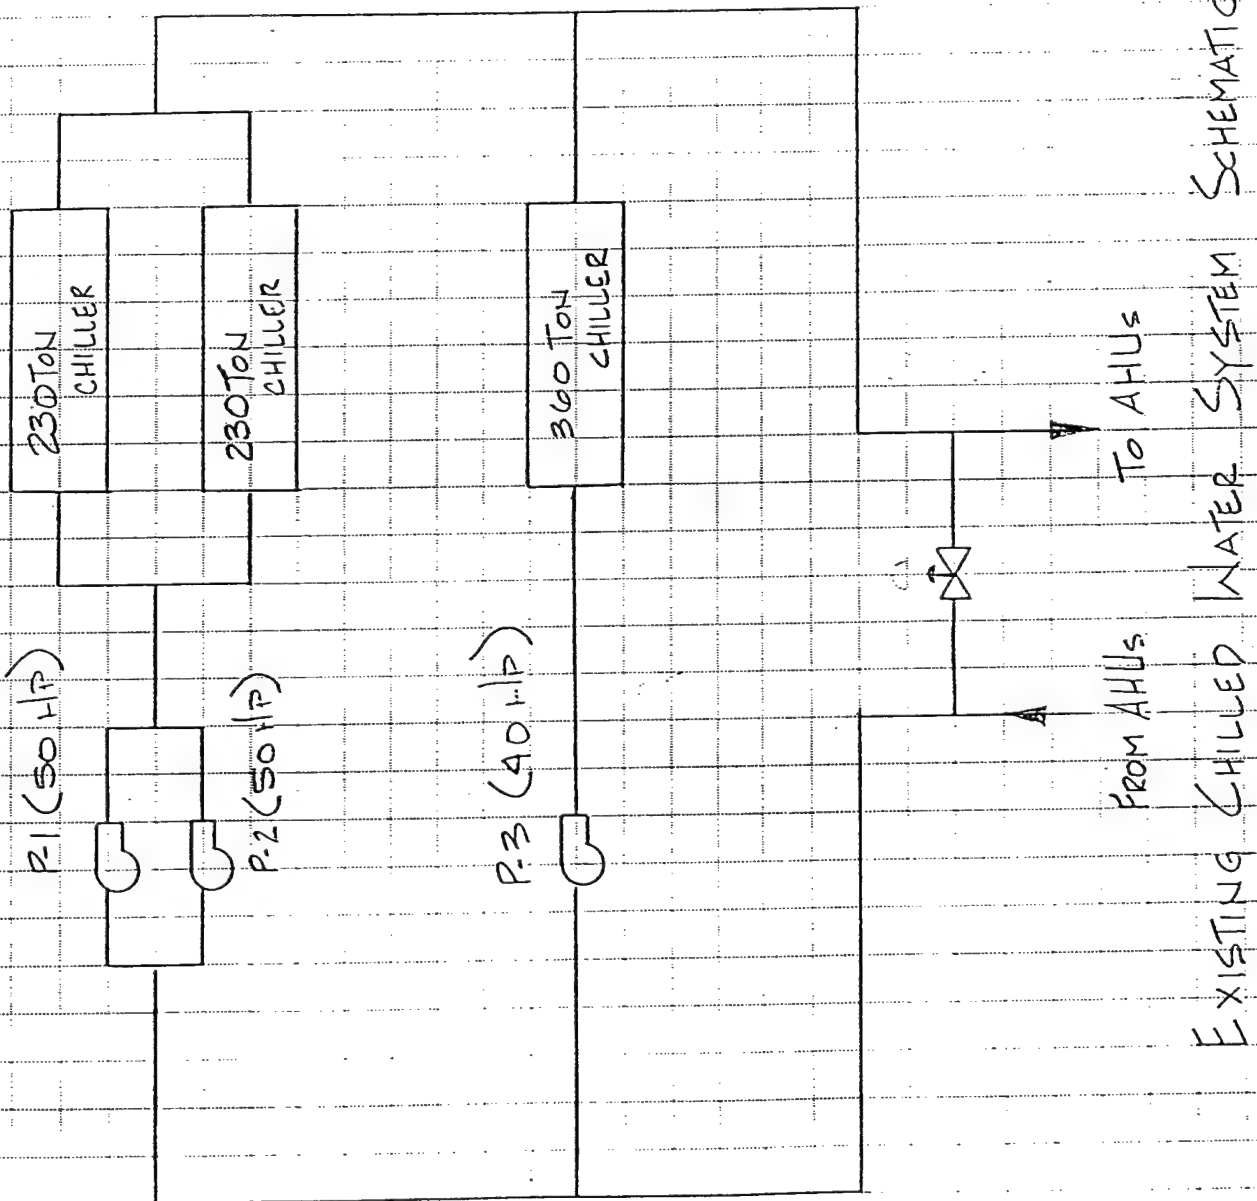 P-1 (50 HP)
P-2 (50 HP)
P-3 (40 HP)
230 TON
CHILLER
230 TON
CHILLER
360 TON
CHILLER
FROM AHUs
TO AHUs
EXISTING CHILLED WATER SYSTEM SCHEMATIC